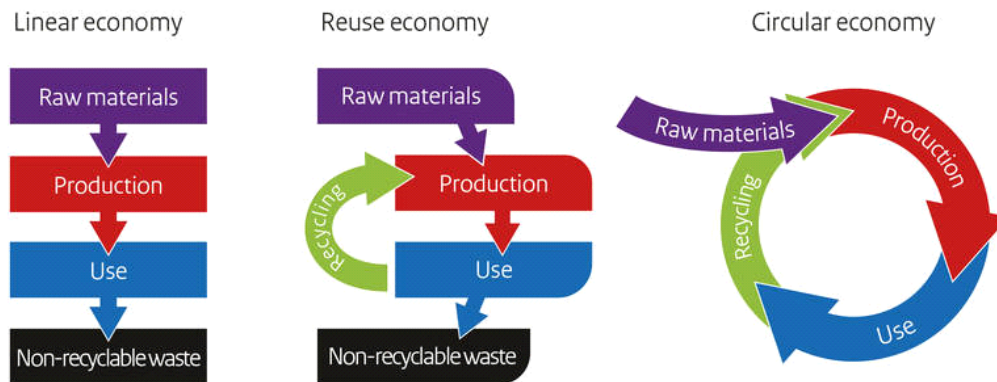 Linear economy
Raw materials
Production
Use
Non-recyclable waste
Reuse economy
Raw materials
Production
Recycling
Use
Non-recyclable waste
Circular economy
Raw materials
Production
Recycling
Use